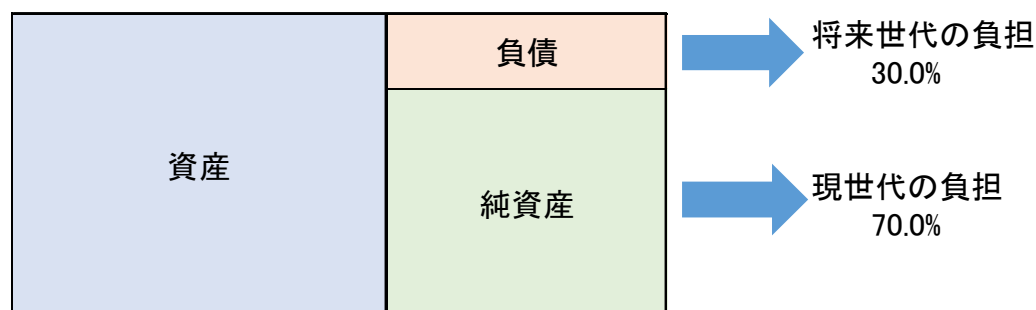 資産
負債
純資産
将来世代の負担
30.0%
現世代の負担
70.0%